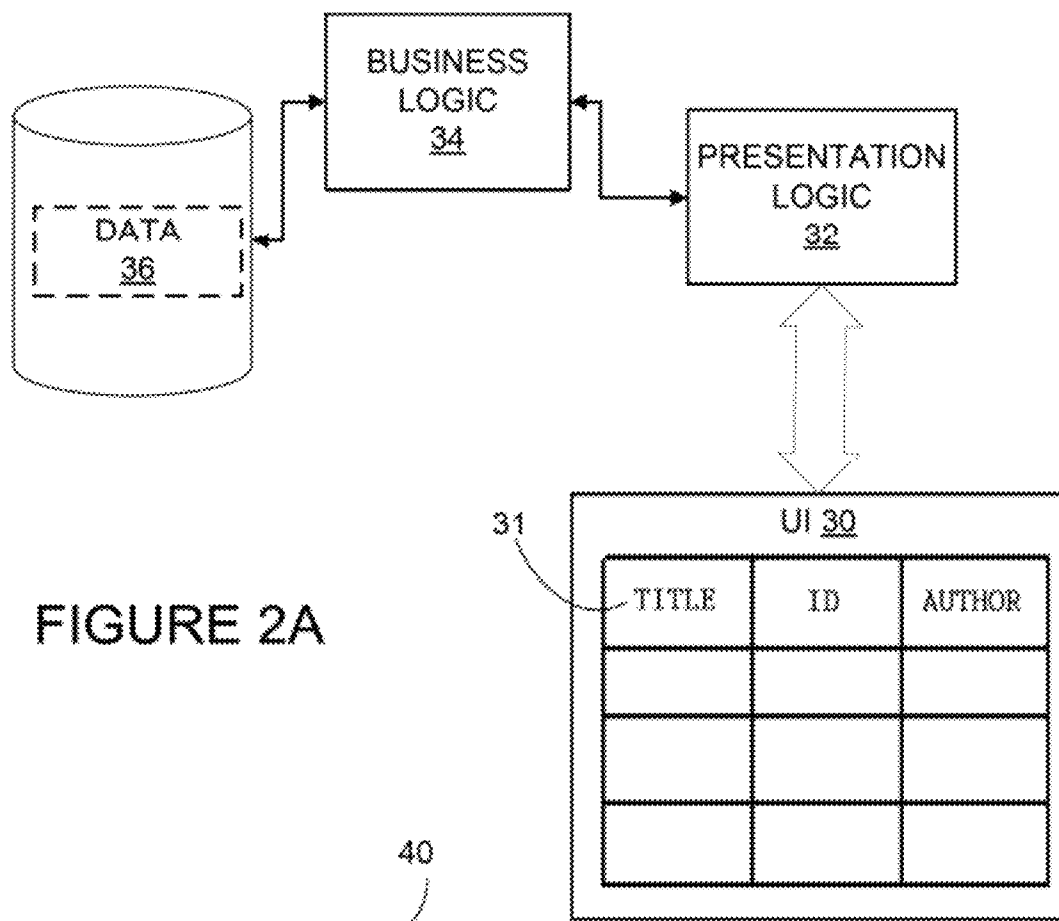 BUSINESS
LOGIC
34
PRESENTATION
LOGIC
32
DATA
36
31
UI 30
TITLE ID AUTHOR
FIGURE 2A
40